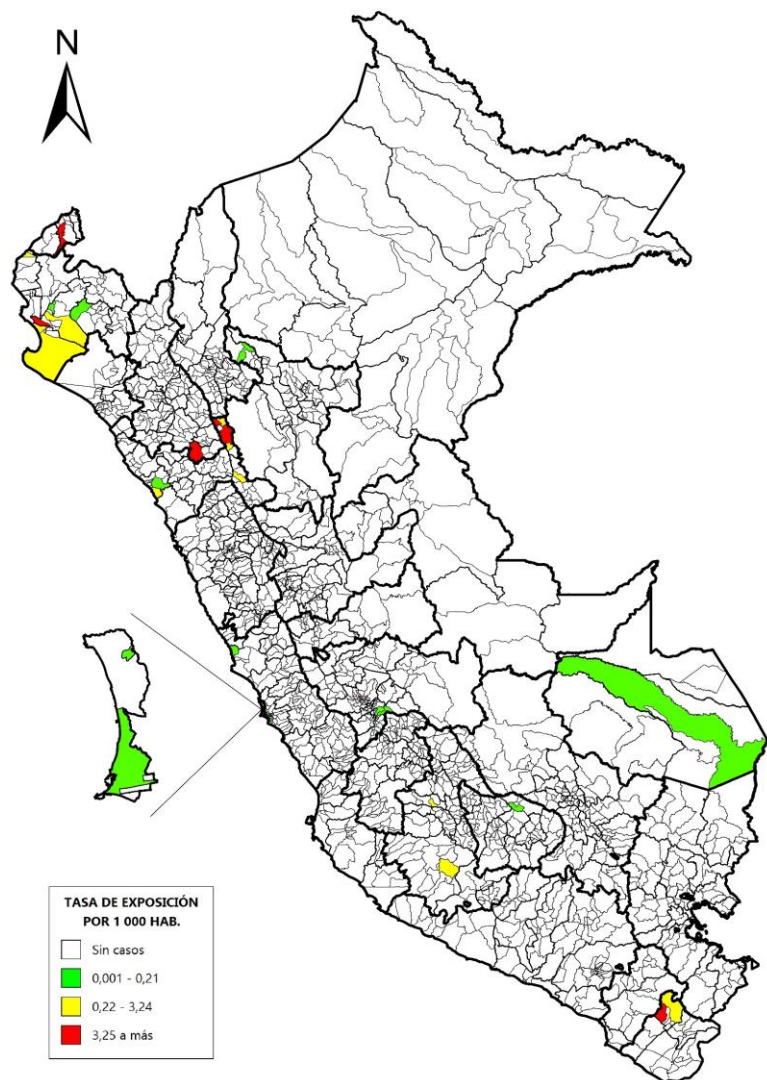 N
TASA DE EXPOSICIÓN
POR 1 000 HAB.
Sin casos
0,001 - 0,21
0,22 - 3,24
3,25 a más